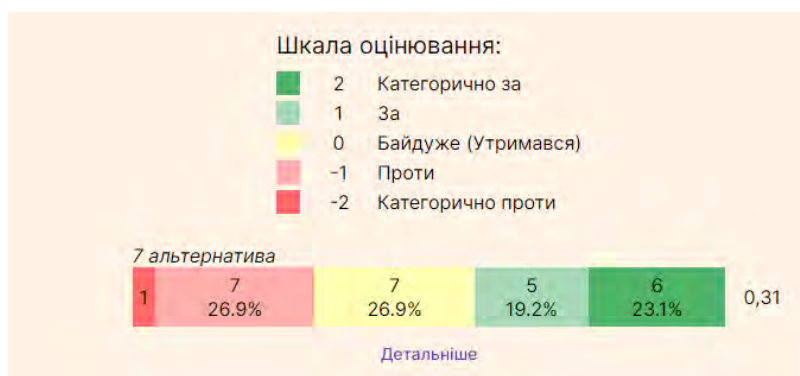 Шкала оцінювання:
2 Категорично за
1 За
0 Байдуже (Утримався)
-1 Проти
-2 Категорично проти
7 альтернатива
1 7 7 5 6
26.9% 26.9% 19.2% 23.1% 0,31
Детальніше